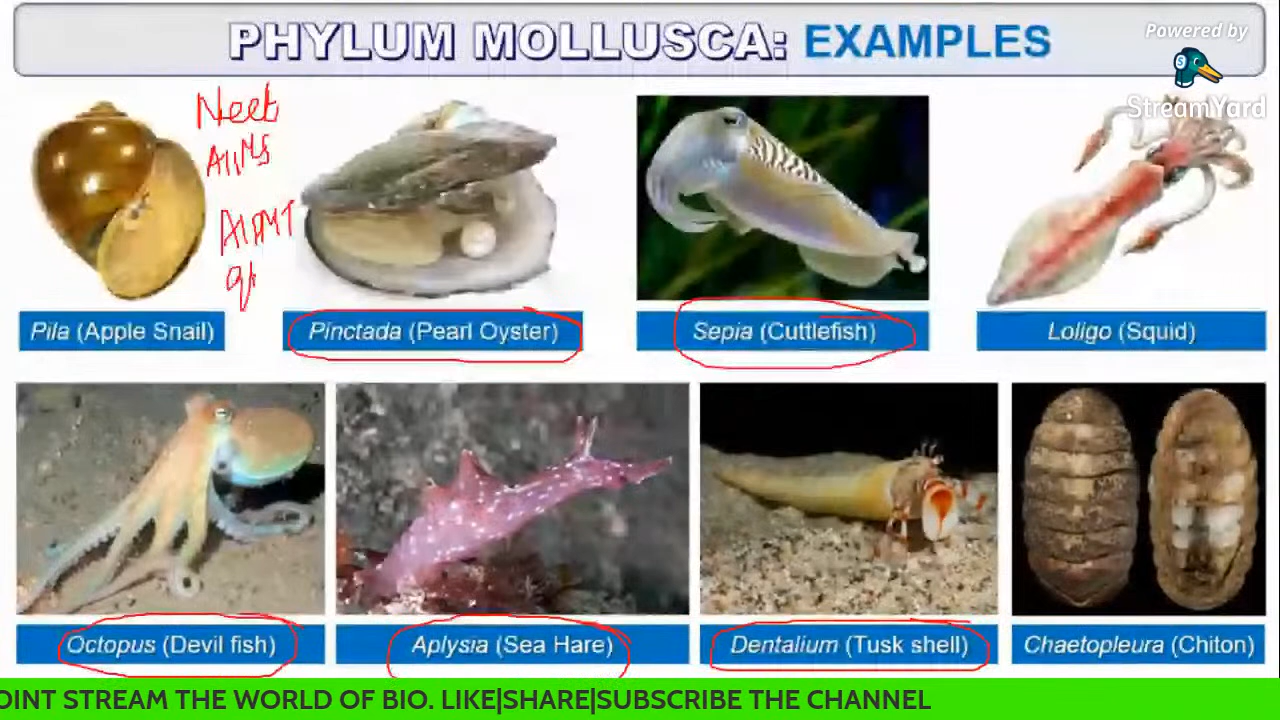 PHYLUM MOLLUSCA: EXAMPLES
Powered by
StreamYard
Neet
AIIMS
AIPMT
Pila (Apple Snail)
Pinctada (Pearl Oyster)
Sepia (Cuttlefish)
Loligo (Squid)
Octopus (Devil fish)
Aplysia (Sea Hare)
Dentalium (Tusk shell)
Chaetopleura (Chiton)
OINT STREAM THE WORLD OF BIO. LIKE|SHARE|SUBSCRIBE THE CHANNEL